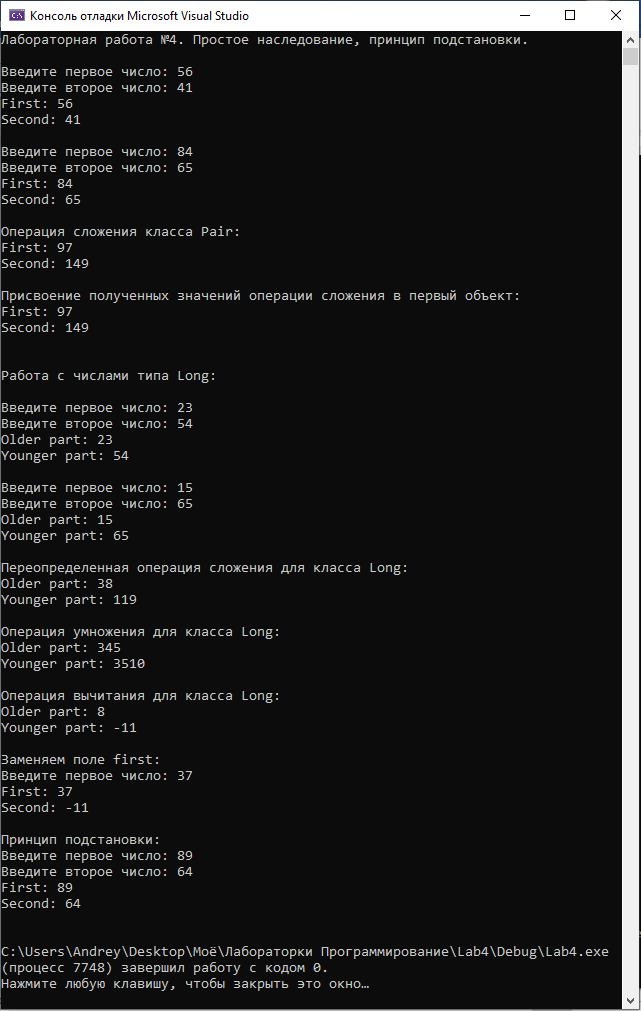 Консоль отладки Microsoft Visual Studio
Лабораторная работа №4. Простое наследование, принцип подстановки.
Введите первое число: 56
Введите второе число: 41
First: 56
Second: 41
Введите первое число: 84
Введите второе число: 65
First: 84
Second: 65
Операция сложения класса Pair:
First: 97
Second: 149
Присвоение полученных значений операции сложения в первый объект:
First: 97
Second: 149
Работа с числами типа Long:
Введите первое число: 23
Введите второе число: 54
Older part: 23
Younger part: 54
Введите первое число: 15
Введите второе число: 65
Older part: 15
Younger part: 65
Переопределенная операция сложения для класса Long:
Older part: 38
Younger part: 119
Операция умножения для класса Long:
Older part: 345
Younger part: 3510
Операция вычитания для класса Long:
Older part: 8
Younger part: -11
Заменяем поле first:
Введите первое число: 37
First: 37
Second: -11
Принцип подстановки:
Введите первое число: 89
Введите второе число: 64
First: 89
Second: 64
C:\Users\Andrey\Desktop\Моё\Лабораторки Программирование\Lab4\Debug\Lab4.exe
(процесс 7748) завершил работу с кодом 0.
Нажмите любую клавишу, чтобы закрыть это окно…